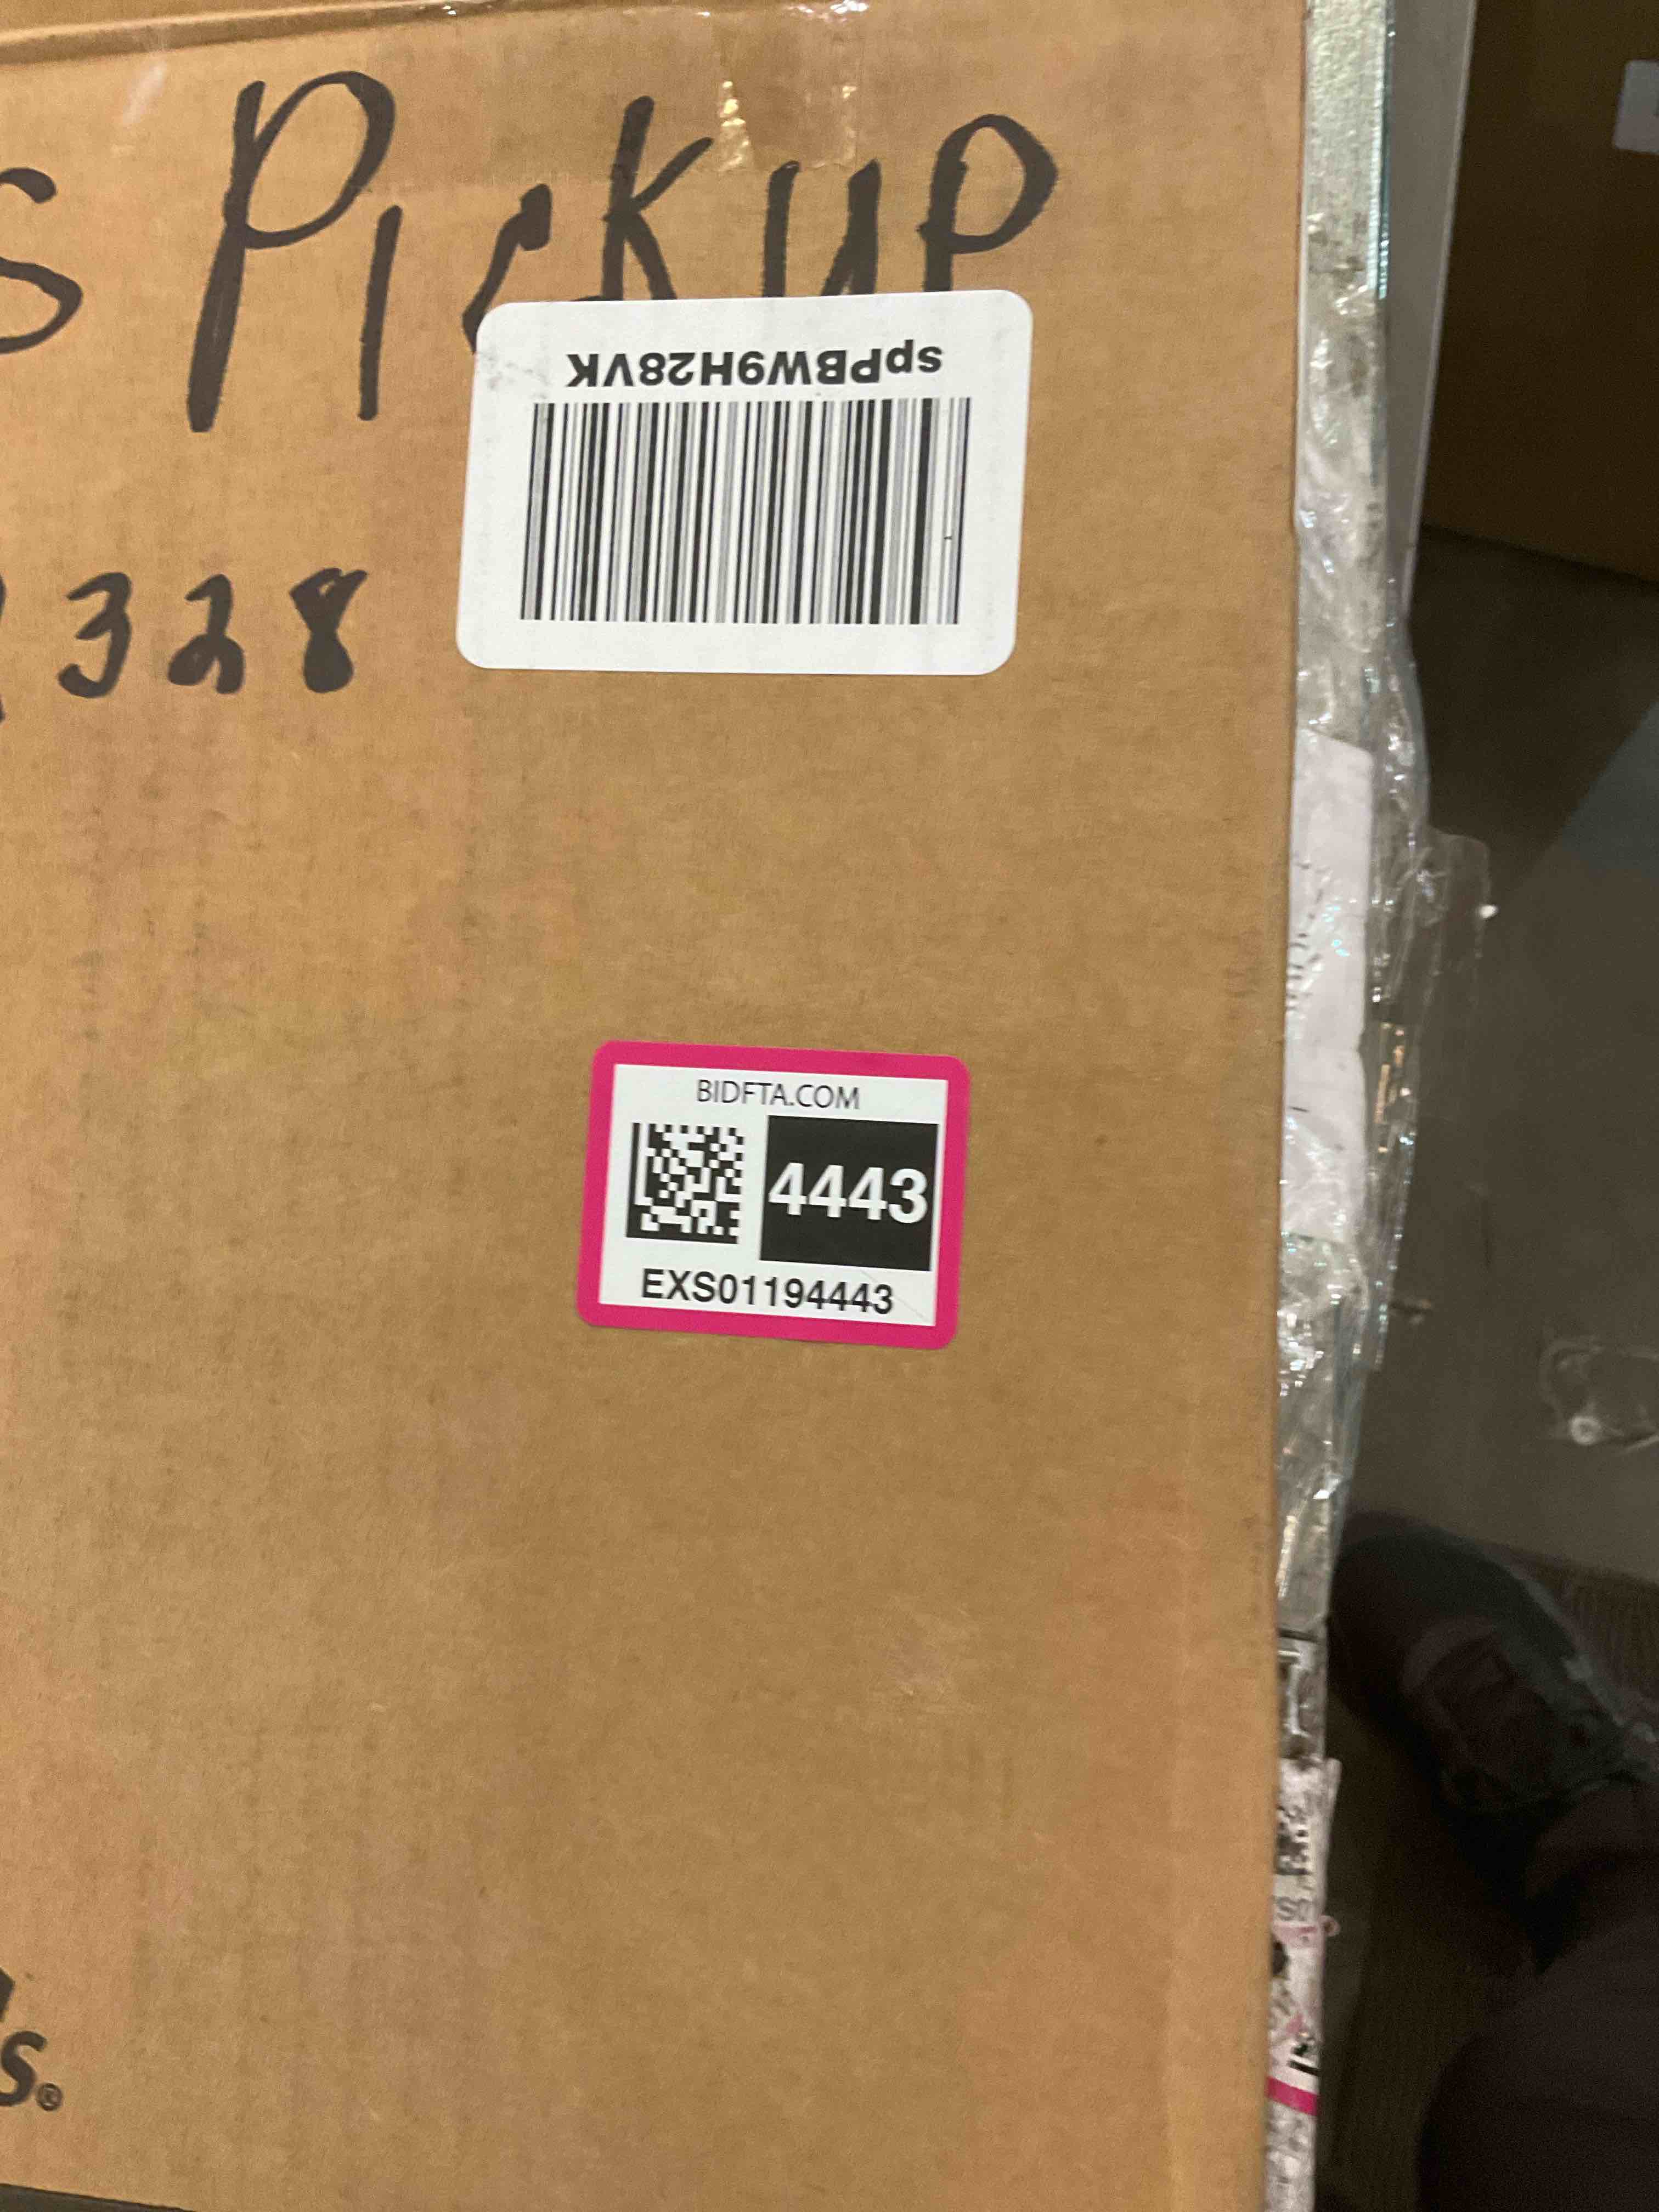 s PickUP
spPBW9H28VK
328
BIDFTA.COM
4443
EXS01194443
s®